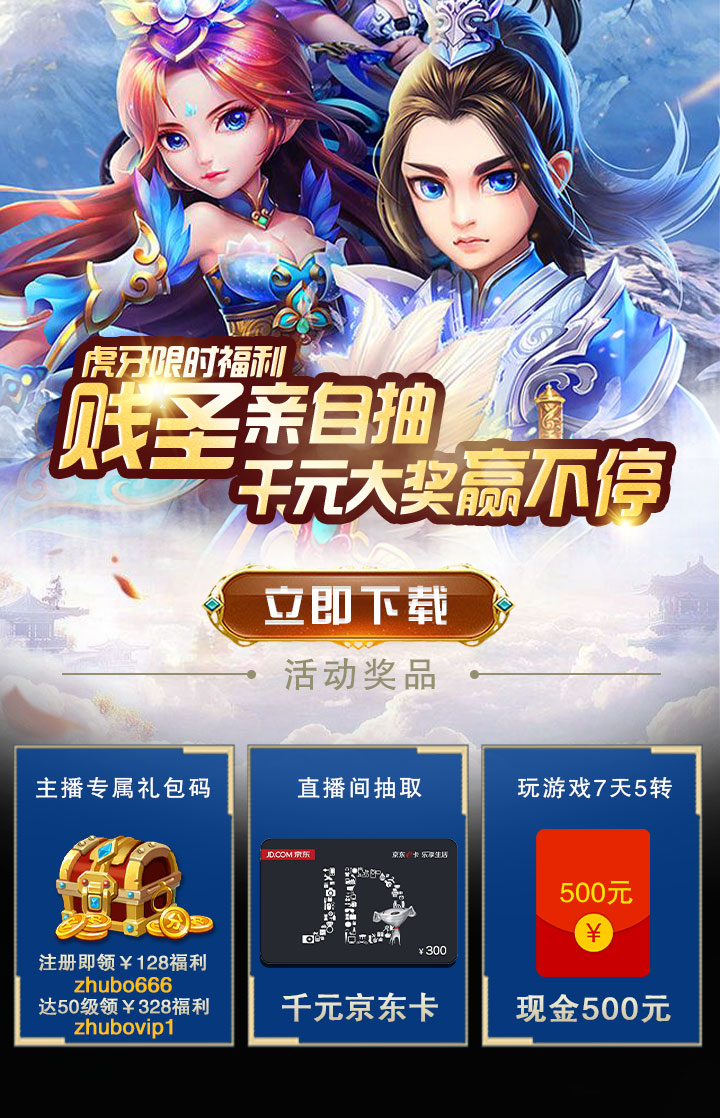 虎牙限时福利
贱圣亲自抽
千元大奖赢不停
立即下载
活动奖品
主播专属礼包码
分
注册即领￥128福利
zhubo666
达50级领￥328福利
zhubovip1
直播间抽取
JD.COM 京东
京东e卡 乐享生活
JD
¥300
千元京东卡
玩游戏7天5转
500元
¥
现金500元